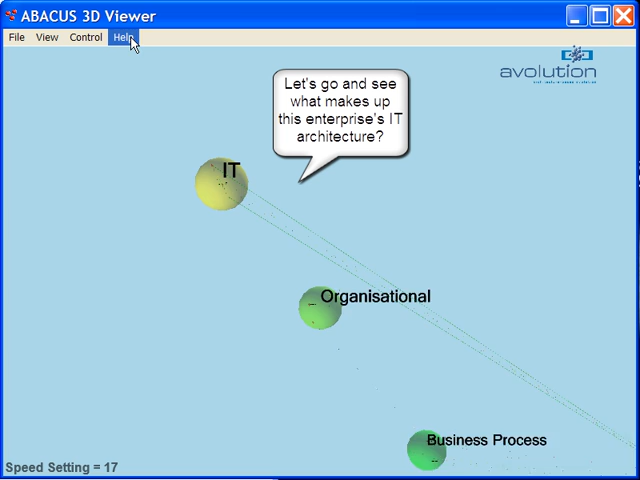 ABACUS 3D Viewer
File View Control Help
avolution
Let's go and see
what makes up
this enterprise's IT
architecture?
IT
Organisational
Business Process
Speed Setting = 17